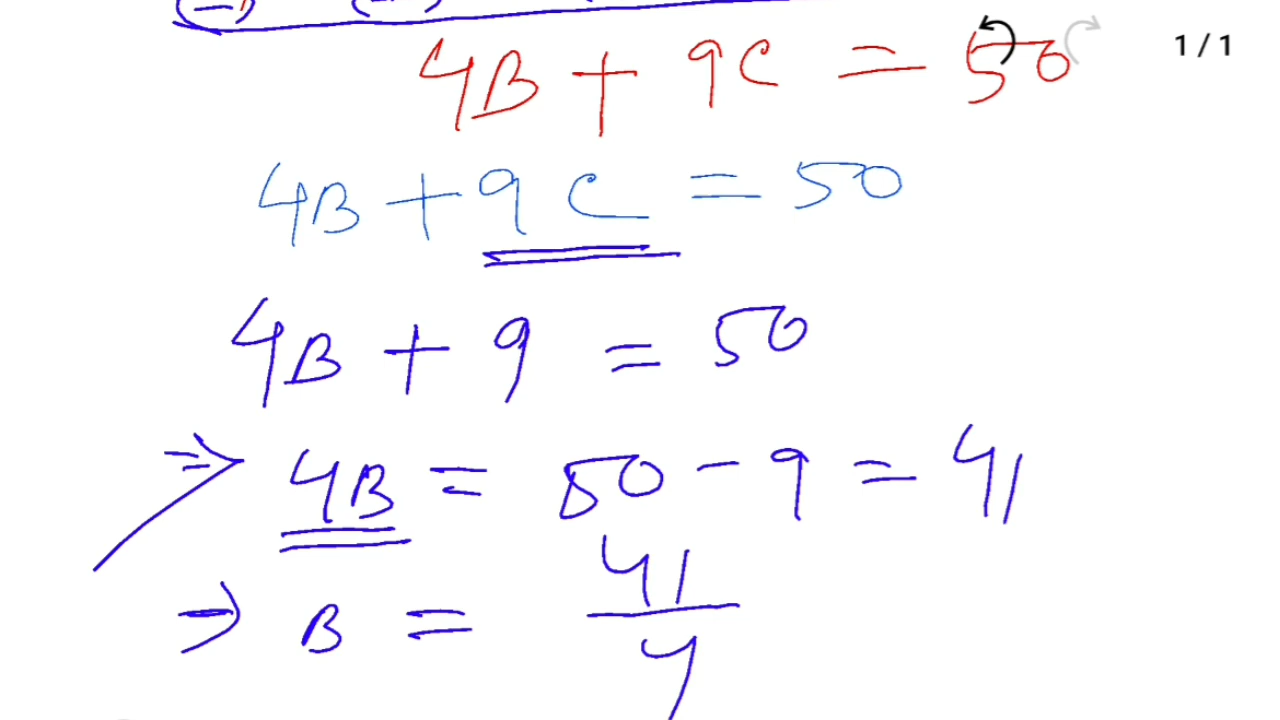 (-) (-)
4B + 9C = 50
1 / 1
4B + 9C = 50
4B + 9 = 50
⇒ 4B = 50 - 9 = 41
⇒ B = 41/4